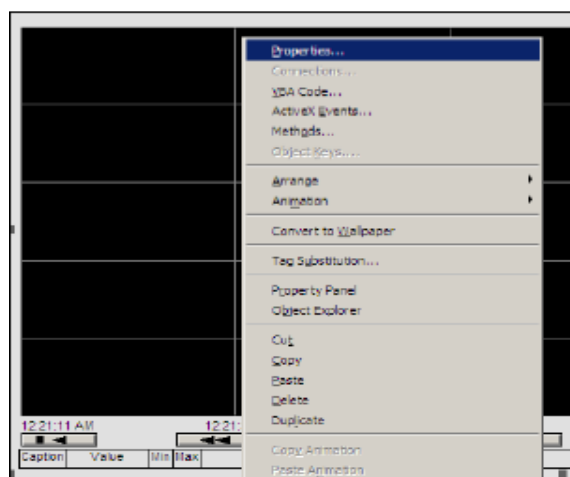 Properties...
Connections...
VBA Code...
ActiveX Events...
Methods...
Object Keys...
Arrange
Animation
Convert to Wallpaper
Tag Substitution...
Property Panel
Object Explorer
Cut
Copy
Paste
Delete
Duplicate
Copy Animation
Paste Animation
12:21:11 AM
12:21:
Caption Value Min Max